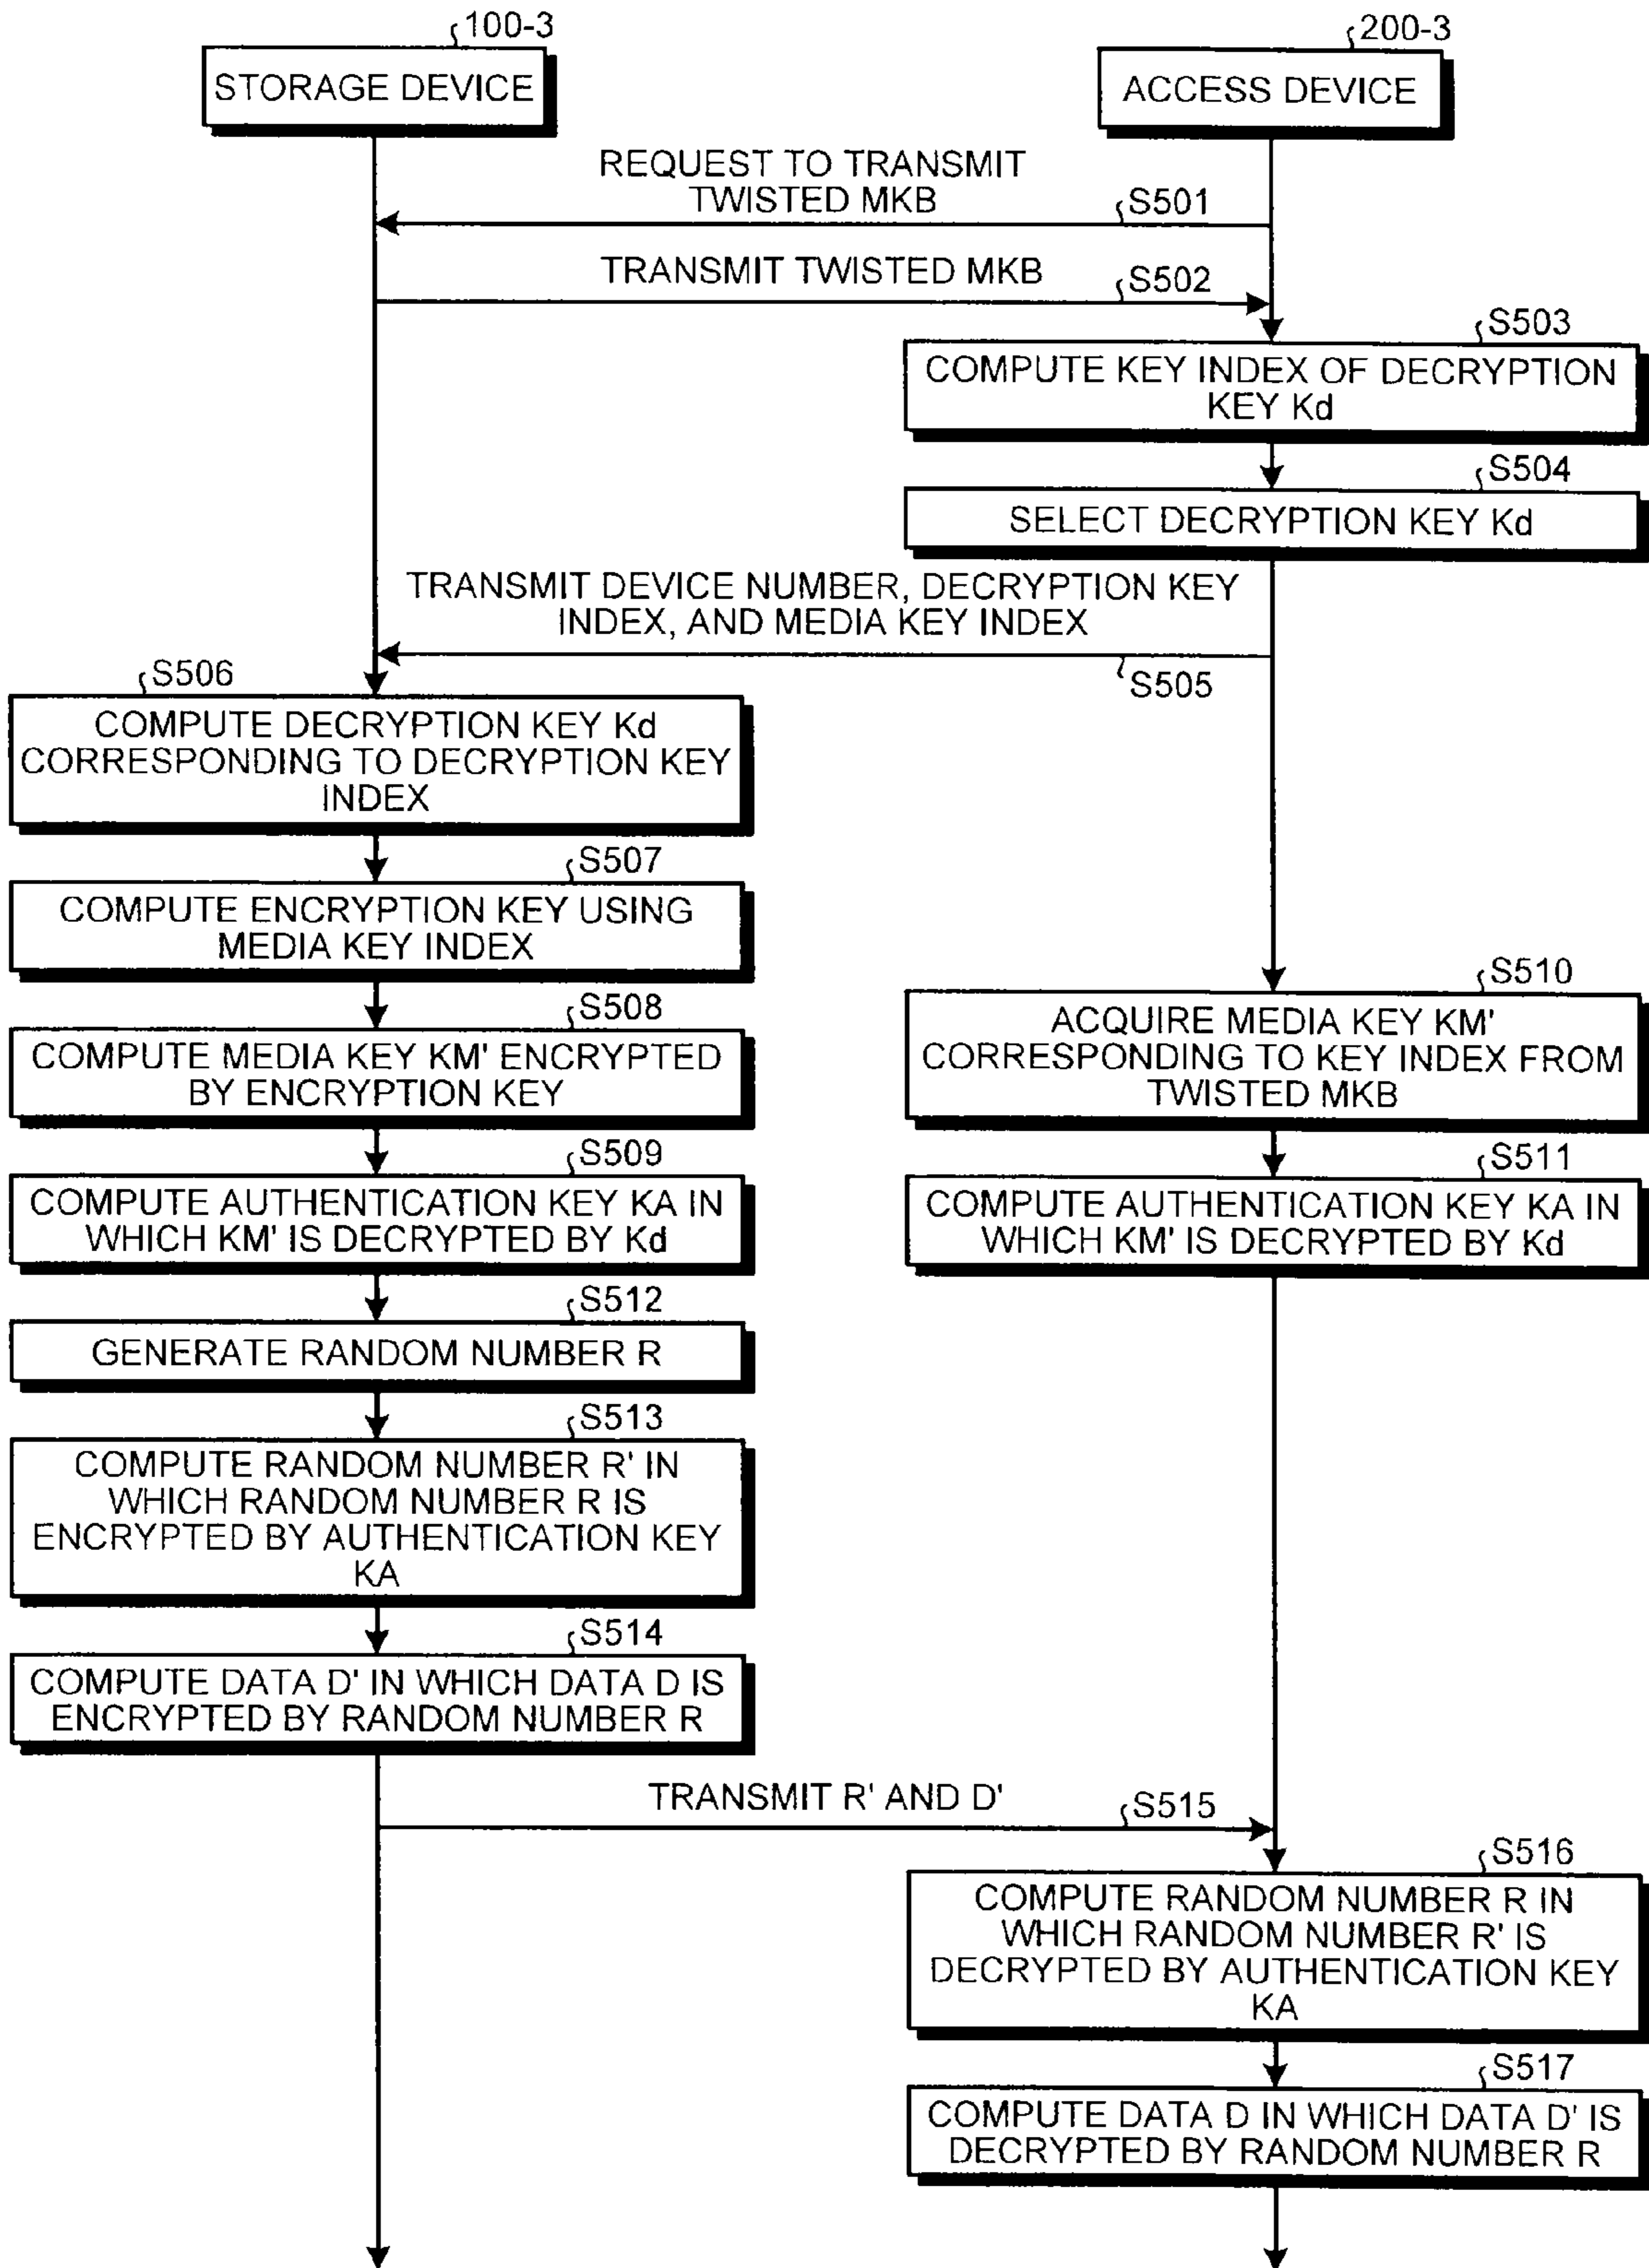 100-3
STORAGE DEVICE
200-3
ACCESS DEVICE
REQUEST TO TRANSMIT
TWISTED MKB
S501
TRANSMIT TWISTED MKB
S502
S503
COMPUTE KEY INDEX OF DECRYPTION
KEY Kd
S504
SELECT DECRYPTION KEY Kd
TRANSMIT DEVICE NUMBER, DECRYPTION KEY
INDEX, AND MEDIA KEY INDEX
S505
S506
COMPUTE DECRYPTION KEY Kd
CORRESPONDING TO DECRYPTION KEY
INDEX
S507
COMPUTE ENCRYPTION KEY USING
MEDIA KEY INDEX
S508
COMPUTE MEDIA KEY KM' ENCRYPTED
BY ENCRYPTION KEY
S509
COMPUTE AUTHENTICATION KEY KA IN
WHICH KM' IS DECRYPTED BY Kd
S510
ACQUIRE MEDIA KEY KM'
CORRESPONDING TO KEY INDEX FROM
TWISTED MKB
S511
COMPUTE AUTHENTICATION KEY KA IN
WHICH KM' IS DECRYPTED BY Kd
S512
GENERATE RANDOM NUMBER R
S513
COMPUTE RANDOM NUMBER R' IN
WHICH RANDOM NUMBER R IS
ENCRYPTED BY AUTHENTICATION KEY
KA
S514
COMPUTE DATA D' IN WHICH DATA D IS
ENCRYPTED BY RANDOM NUMBER R
TRANSMIT R' AND D'
S515
S516
COMPUTE RANDOM NUMBER R IN
WHICH RANDOM NUMBER R' IS
DECRYPTED BY AUTHENTICATION KEY
KA
S517
COMPUTE DATA D IN WHICH DATA D' IS
DECRYPTED BY RANDOM NUMBER R